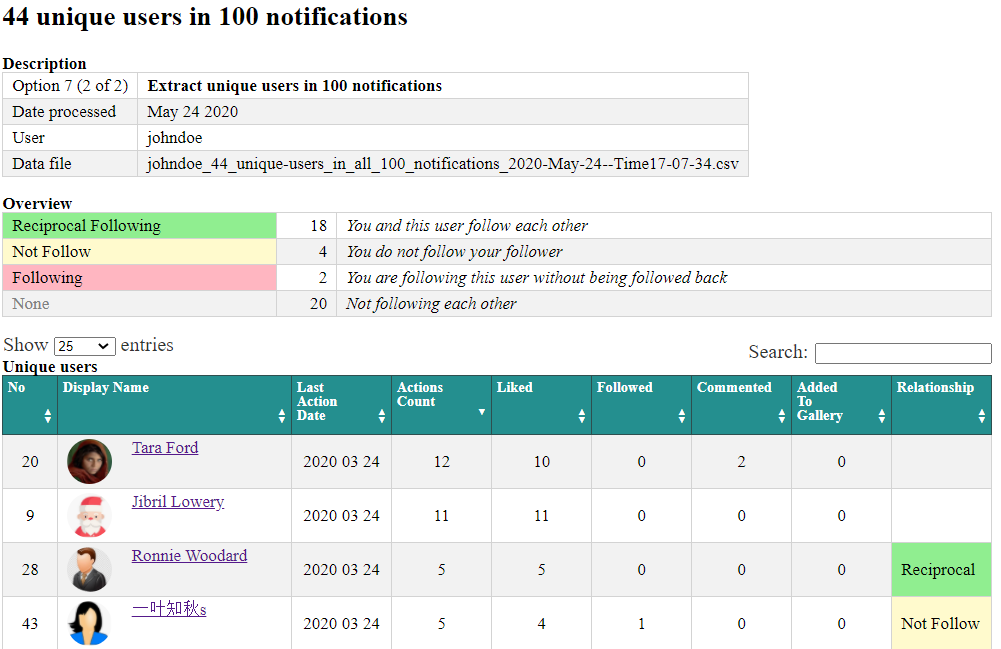 44 unique users in 100 notifications
Description
Option 7 (2 of 2) Extract unique users in 100 notifications
Date processed May 24 2020
User johndoe
Data file johndoe_44_unique-users_in_all_100_notifications_2020-May-24--Time17-07-34.csv
Overview
Reciprocal Following 18 You and this user follow each other
Not Follow 4 You do not follow your follower
Following 2 You are following this user without being followed back
None 20 Not following each other
Show 25 entries Search:
Unique users
No Display Name Last Action Date Actions Count Liked Followed Commented Added To Gallery Relationship
20 Tara Ford 2020 03 24 12 10 0 2 0
9 Jibril Lowery 2020 03 24 11 11 0 0 0
28 Ronnie Woodard 2020 03 24 5 5 0 0 0 Reciprocal
43 一叶知秋s 2020 03 24 5 4 1 0 0 Not Follow